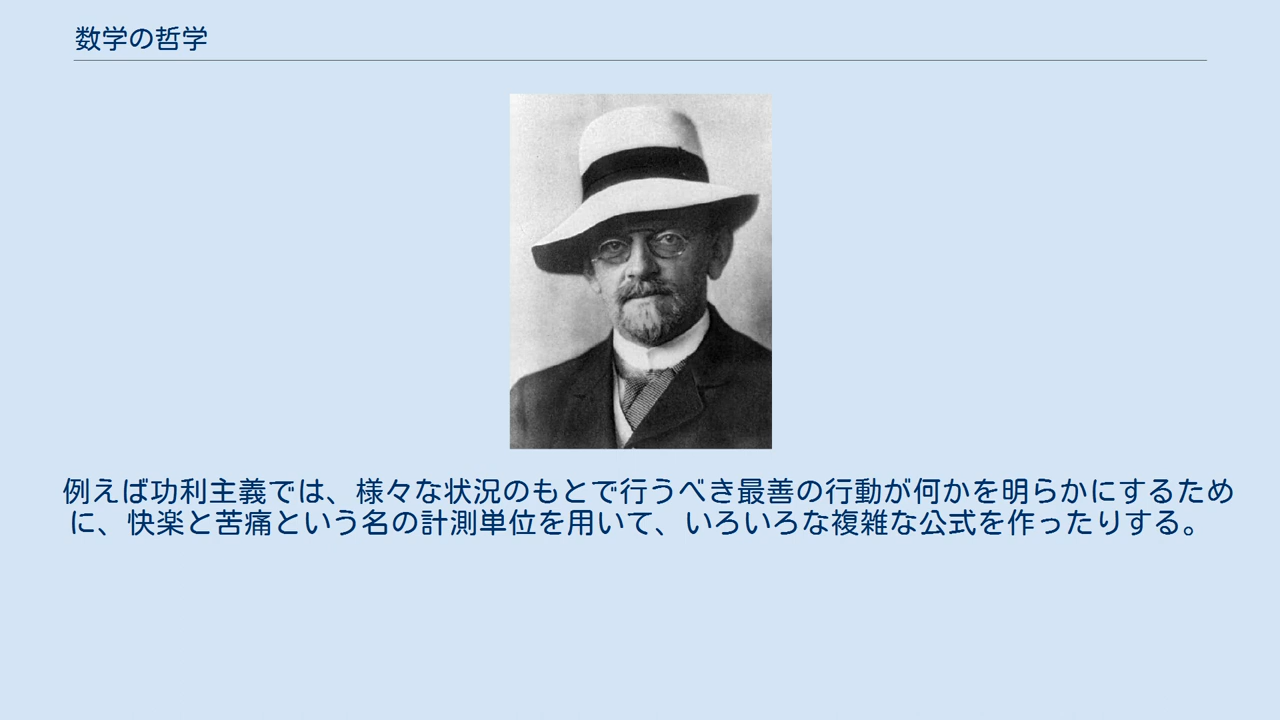 数学の哲学
例えば功利主義では、様々な状況のもとで行うべき最善の行動が何かを明らかにするため
に、快楽と苦痛という名の計測単位を用いて、いろいろな複雑な公式を作ったりする。